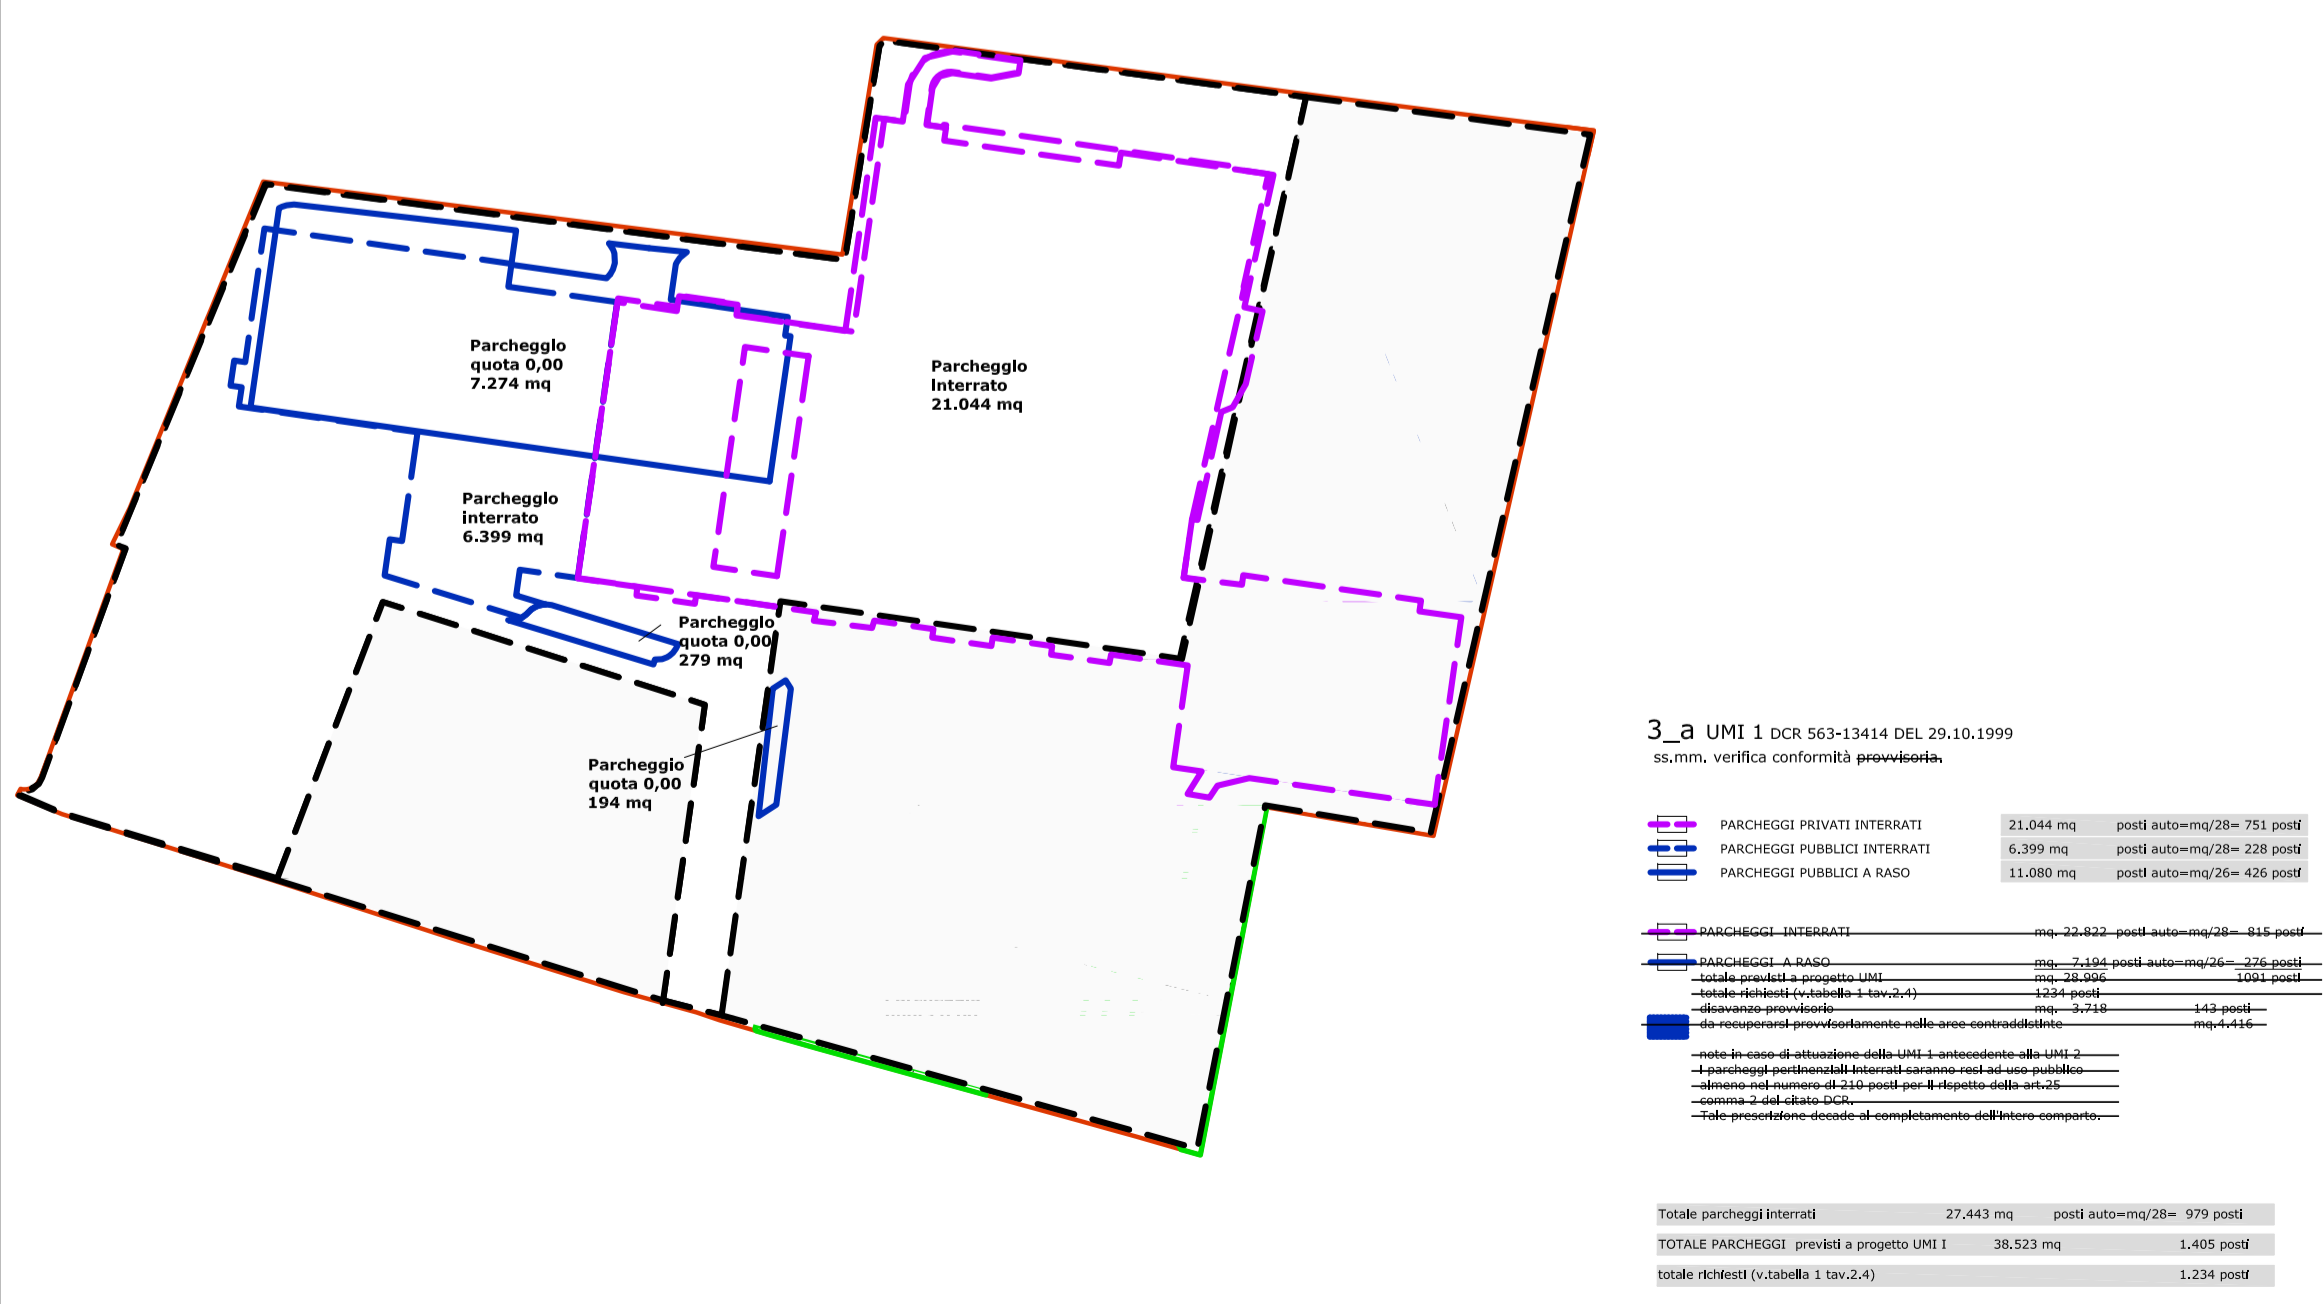 Parcheggio
quota 0,00
7.274 mq
Parcheggio
Interrato
21.044 mq
Parcheggio
interrato
6.399 mq
Parcheggio
quota 0,00
279 mq
Parcheggio
quota 0,00
194 mq
3_a UMI 1 DCR 563-13414 DEL 29.10.1999
ss.mm. verifica conformità provvisoria.
PARCHEGGI PRIVATI INTERRATI 21.044 mq posti auto=mq/28= 751 posti
PARCHEGGI PUBBLICI INTERRATI 6.399 mq posti auto=mq/28= 228 posti
PARCHEGGI PUBBLICI A RASO 11.080 mq posti auto=mq/26= 426 posti
PARCHEGGI INTERRATI mq. 22.822 posti auto=mq/28= 815 posti
PARCHEGGI A RASO mq. 7.194 posti auto=mq/26= 276 posti
totale previsti a progetto UMI mq. 28.996 1091 posti
totale richiesti (v.tabella 1 tav.2.4) 1234 posti
disavanzo provvisorio mq. 3.718 143 posti
da recuperarsi provvisoriamente nelle aree contraddistinte mq.4.416
note in caso di attuazione della UMI 1 antecedente alla UMI 2
i parcheggi pertinenziali interrati saranno resi ad uso pubblico
almeno nel numero di 210 posti per il rispetto della art.25
comma 2 del citato DCR.
Tale prescrizione decade al completamento dell'intero comparto.
Totale parcheggi interrati 27.443 mq posti auto=mq/28= 979 posti
TOTALE PARCHEGGI previsti a progetto UMI I 38.523 mq 1.405 posti
totale richiesti (v.tabella 1 tav.2.4) 1.234 posti